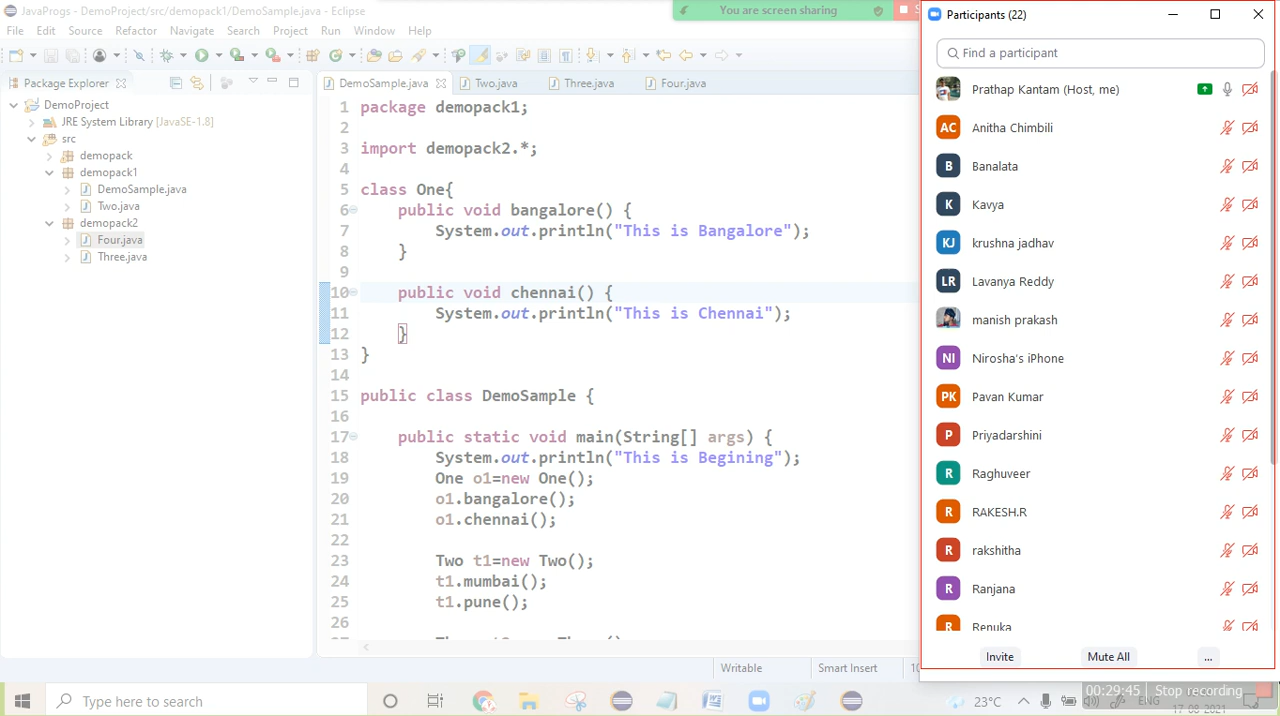 JavaProgs - DemoProject/src/demopack1/DemoSample.java - Eclipse
You are screen sharing
Participants (22)
File Edit Source Refactor Navigate Search Project Run Window Help
Find a participant
Package Explorer
DemoSample.java Two.java Three.java Four.java
DemoProject
JRE System Library [JavaSE-1.8]
src
demopack
demopack1
DemoSample.java
Two.java
demopack2
Four.java
Three.java
1 package demopack1;
2
3 import demopack2.*;
4
5 class One{
6 public void bangalore() {
7 System.out.println("This is Bangalore");
8 }
9
10 public void chennai() {
11 System.out.println("This is Chennai");
12 }
13 }
14
15 public class DemoSample {
16
17 public static void main(String[] args) {
18 System.out.println("This is Begining");
19 One o1=new One();
20 o1.bangalore();
21 o1.chennai();
22
23 Two t1=new Two();
24 t1.mumbai();
25 t1.pune();
26
Prathap Kantam (Host, me)
AC Anitha Chimbili
B Banalata
K Kavya
KJ krushna jadhav
LR Lavanya Reddy
manish prakash
NI Nirosha's iPhone
PK Pavan Kumar
P Priyadarshini
R Raghuveer
R RAKESH.R
R rakshitha
R Ranjana
R Renuka
Invite Mute All ...
Writable Smart Insert 10
Type here to search
23°C
ENG
17-08-2021
00:29:45 Stop recording